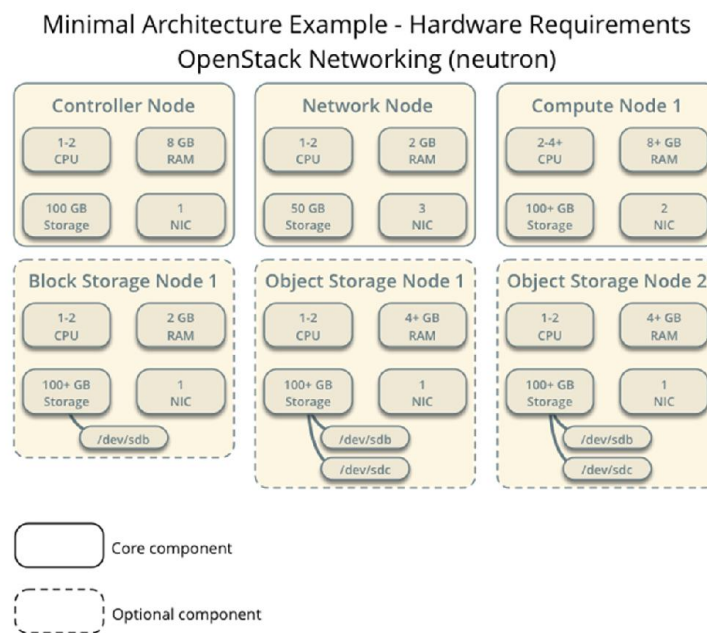 Minimal Architecture Example - Hardware Requirements
OpenStack Networking (neutron)
Controller Node
1-2
CPU
8 GB
RAM
100 GB
Storage
1
NIC
Network Node
1-2
CPU
2 GB
RAM
50 GB
Storage
3
NIC
Compute Node 1
2-4+
CPU
8+ GB
RAM
100+ GB
Storage
2
NIC
Block Storage Node 1
1-2
CPU
2 GB
RAM
100+ GB
Storage
1
NIC
/dev/sdb
Object Storage Node 1
1-2
CPU
4+ GB
RAM
100+ GB
Storage
1
NIC
/dev/sdb
/dev/sdc
Object Storage Node 2
1-2
CPU
4+ GB
RAM
100+ GB
Storage
1
NIC
/dev/sdb
/dev/sdc
Core component
Optional component